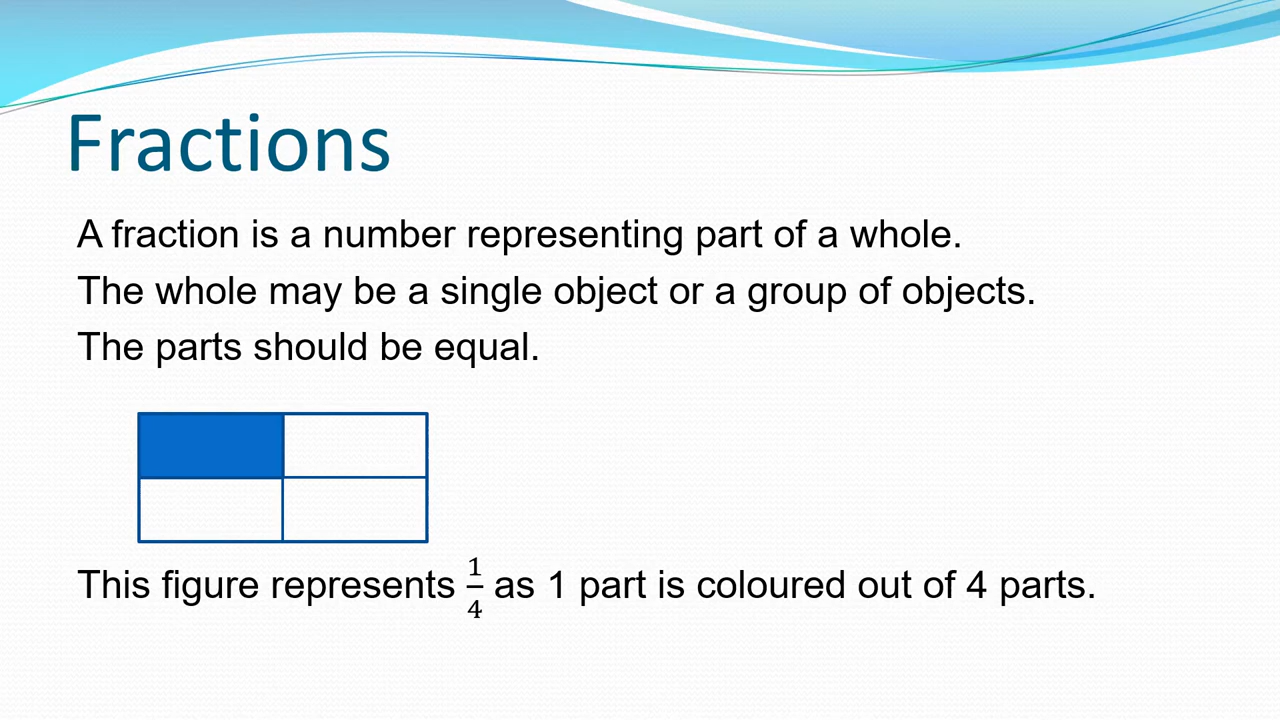 Fractions
A fraction is a number representing part of a whole.
The whole may be a single object or a group of objects.
The parts should be equal.
This figure represents 1/4 as 1 part is coloured out of 4 parts.